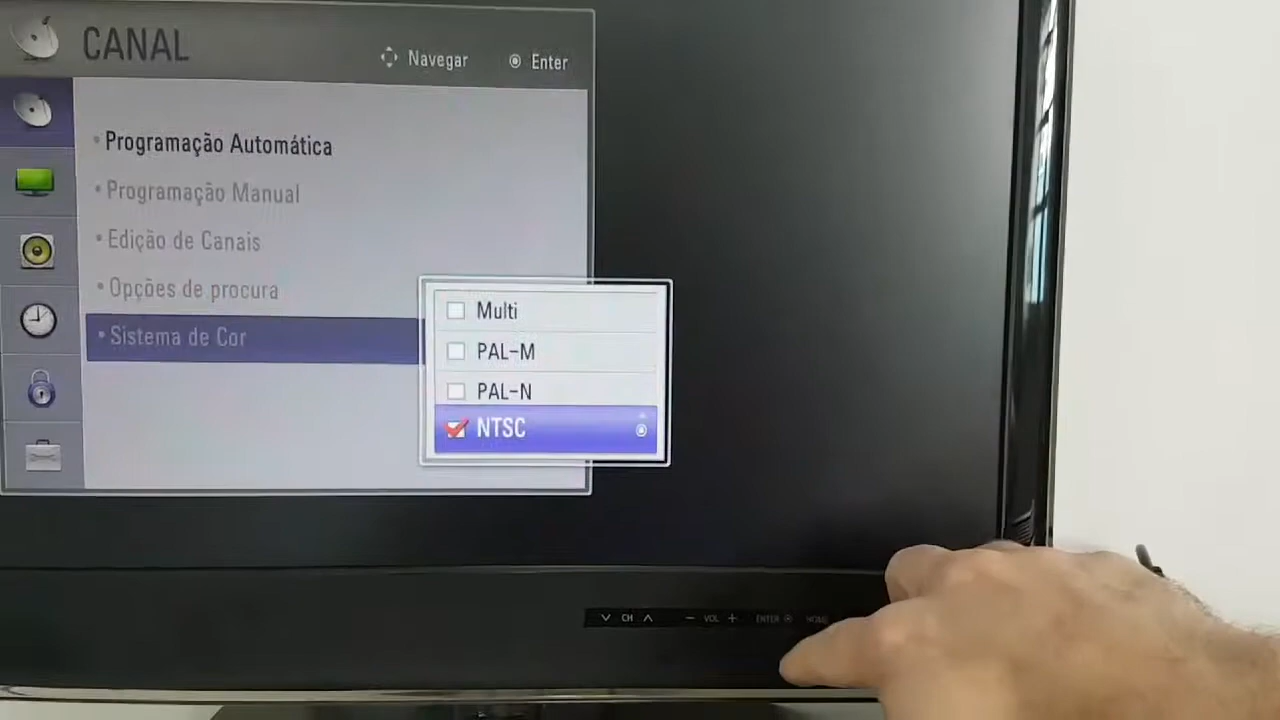 CANAL
Navegar
Enter
• Programação Automática
• Programação Manual
• Edição de Canais
• Opções de procura
• Sistema de Cor
Multi
PAL-M
PAL-N
NTSC
CH
− VOL +
ENTER
HOME